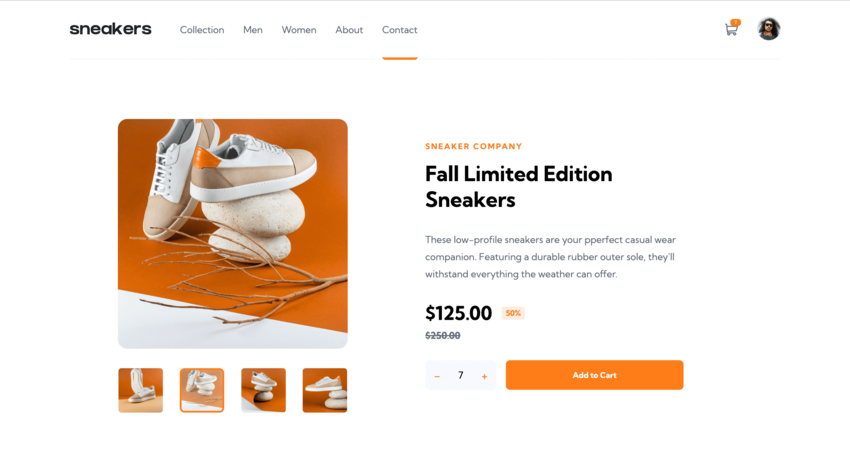 sneakers
Collection Men Women About Contact
7
SNEAKER COMPANY
Fall Limited Edition
Sneakers
These low-profile sneakers are your pperfect casual wear
companion. Featuring a durable rubber outer sole, they'll
withstand everything the weather can offer.
$125.00 50%
$250.00
− 7 + Add to Cart